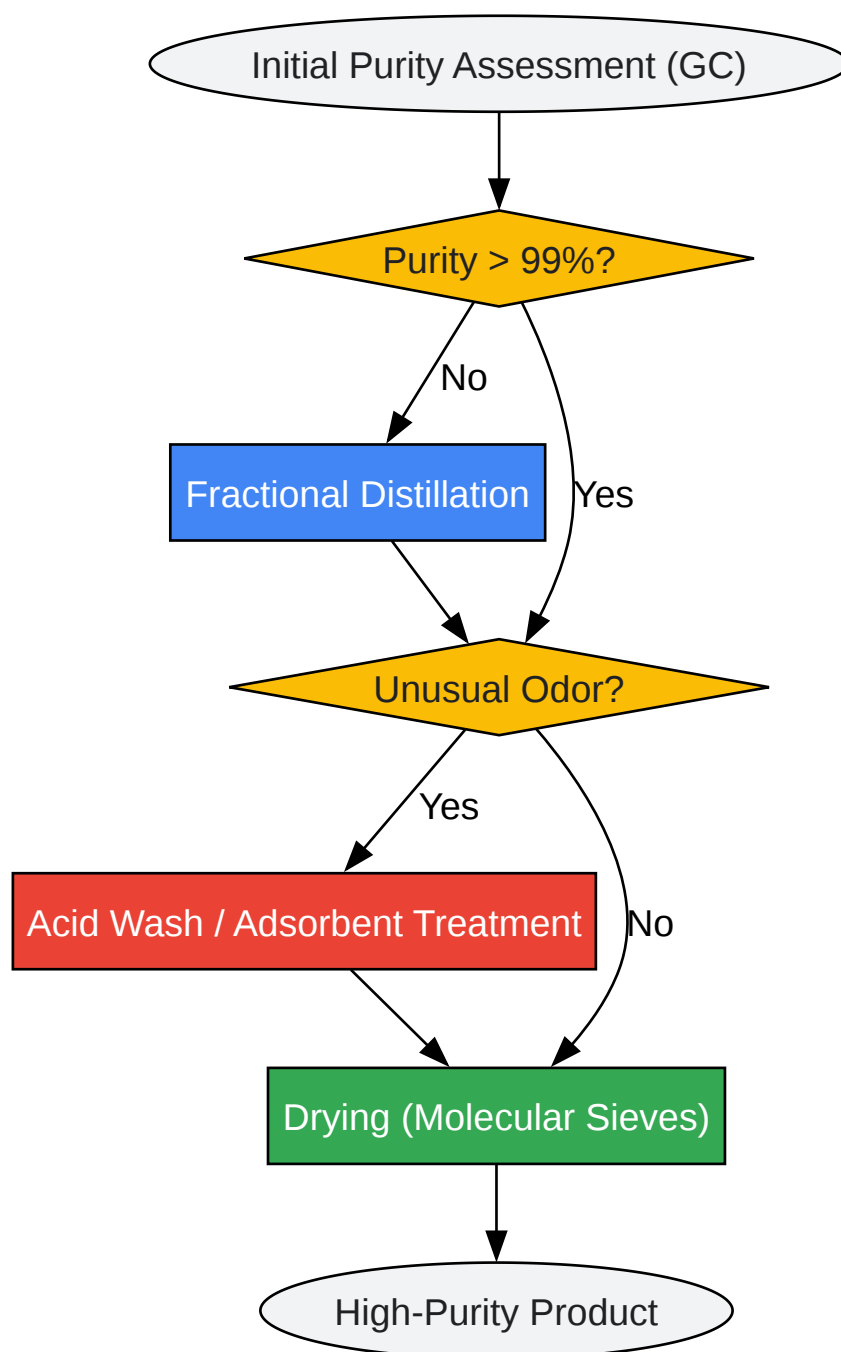 Initial Purity Assessment (GC)
Purity > 99%?
No
Fractional Distillation
Yes
Unusual Odor?
Yes
Acid Wash / Adsorbent Treatment
No
Drying (Molecular Sieves)
High-Purity Product